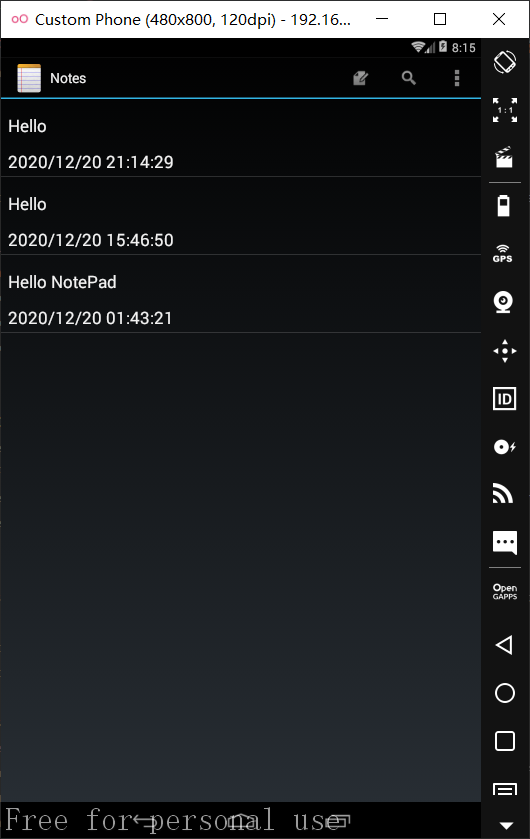 Custom Phone (480x800, 120dpi) - 192.16...
8:15
Notes
1:1
Hello
2020/12/20 21:14:29
Hello
2020/12/20 15:46:50
GPS
Hello NotePad
2020/12/20 01:43:21
ID
Open
GAPPS
Free for personal use